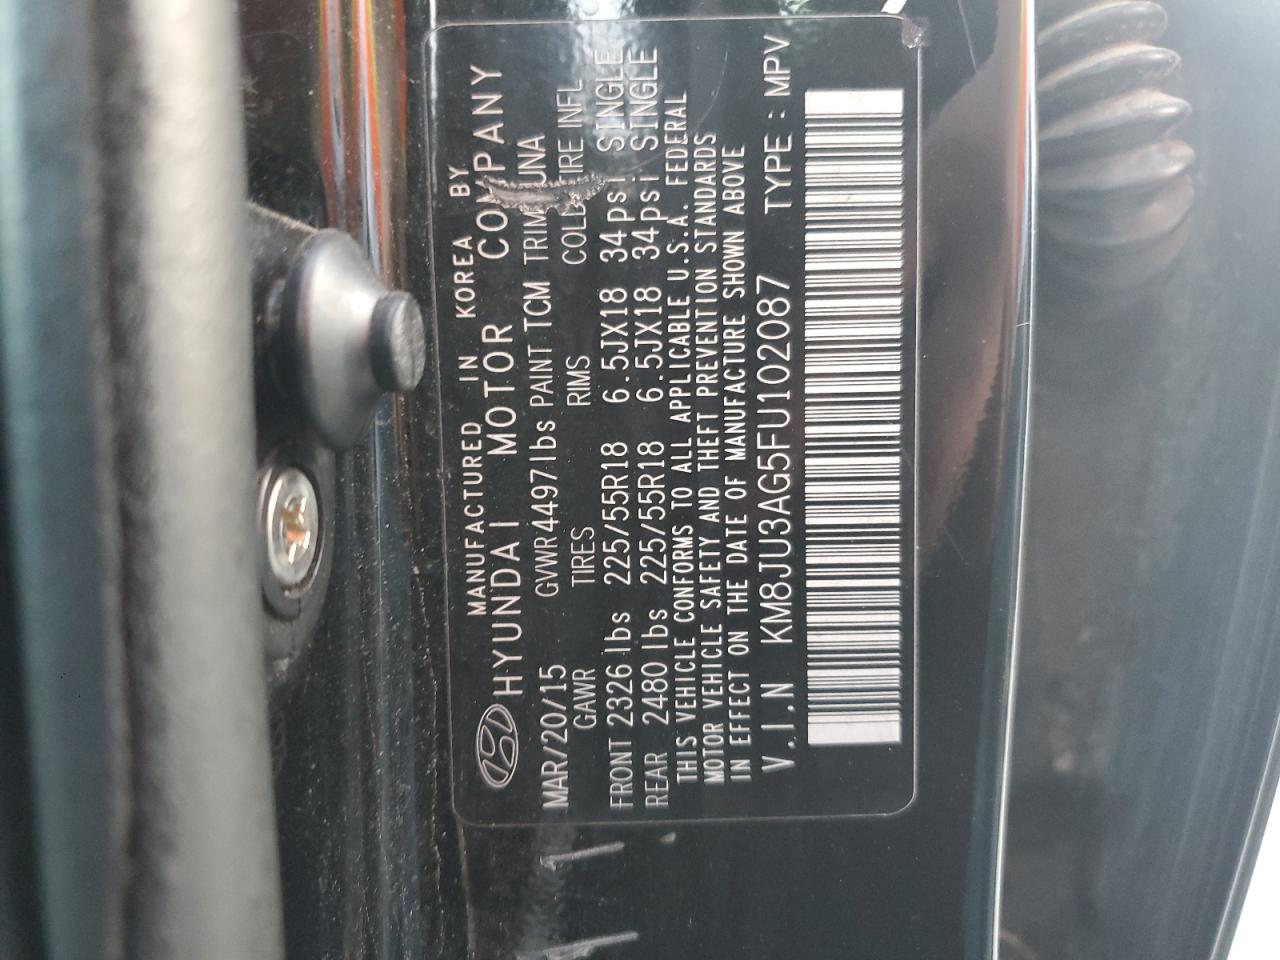 MANUFACTURED IN KOREA BY
HYUNDAI MOTOR COMPANY
MAR/20/15 GVWR 4497lbs PAINT TCM TRIM
GAWR TIRES RIMS COLD TIRE INFL
FRONT 2326 lbs 225/55R18 6.5JX18 34psi SINGLE
REAR 2480 lbs 225/55R18 6.5JX18 34psi SINGLE
THIS VEHICLE CONFORMS TO ALL APPLICABLE U.S.A. FEDERAL
MOTOR VEHICLE SAFETY AND THEFT PREVENTION STANDARDS
IN EFFECT ON THE DATE OF MANUFACTURE SHOWN ABOVE
V.I.N KM8JU3AG5FU102087 TYPE : MPV